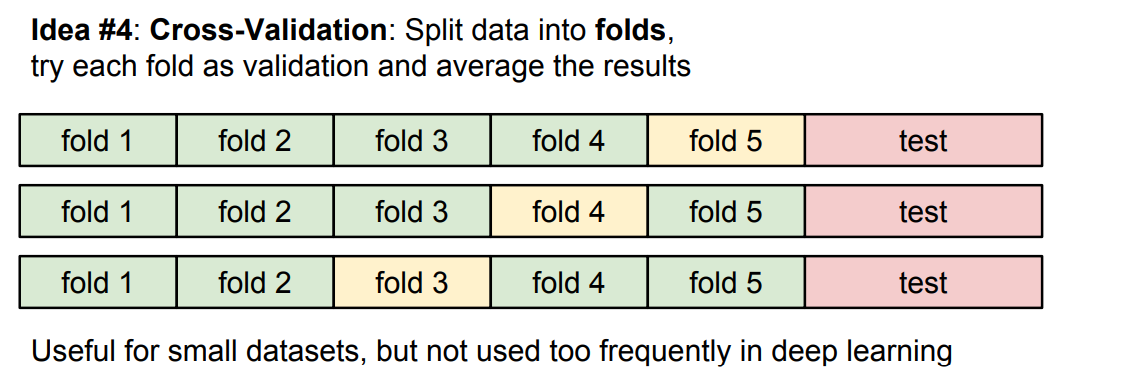 Idea #4: Cross-Validation: Split data into folds,
try each fold as validation and average the results
fold 1 fold 2 fold 3 fold 4 fold 5 test
fold 1 fold 2 fold 3 fold 4 fold 5 test
fold 1 fold 2 fold 3 fold 4 fold 5 test
Useful for small datasets, but not used too frequently in deep learning